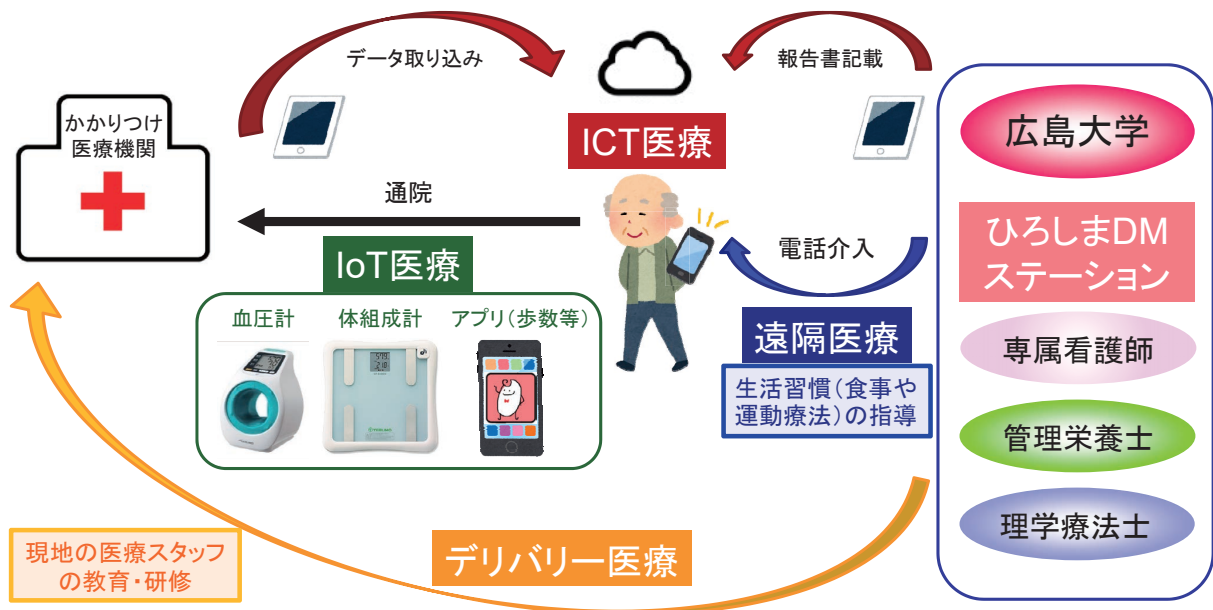 データ取り込み
報告書記載
かかりつけ
医療機関
ICT医療
広島大学
通院
電話介入
ひろしまDM
ステーション
IoT医療
血圧計
体組成計
アプリ(歩数等)
遠隔医療
生活習慣(食事や
運動療法)の指導
専属看護師
管理栄養士
理学療法士
現地の医療スタッフ
の教育・研修
デリバリー医療